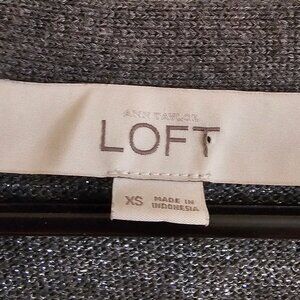 ANN TAYLOR
LOFT
XS
MADE IN
INDONESIA